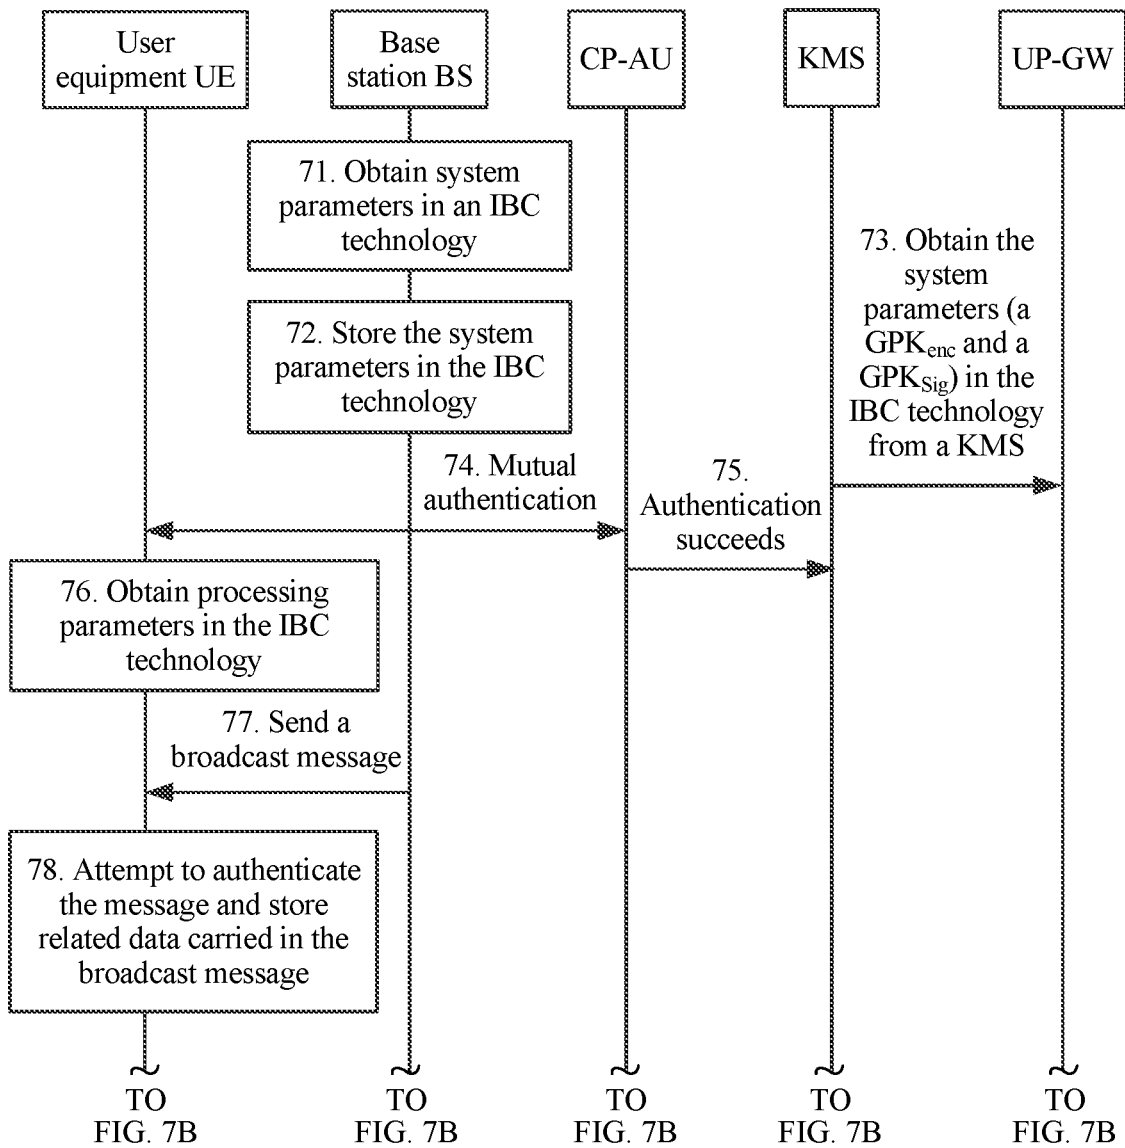 User
equipment UE
Base
station BS
CP-AU
KMS
UP-GW
71. Obtain system
parameters in an IBC
technology
72. Store the system
parameters in the IBC
technology
73. Obtain the
system
parameters (a
GPKenc and a
GPKSig) in the
IBC technology
from a KMS
74. Mutual
authentication
75.
Authentication
succeeds
76. Obtain processing
parameters in the IBC
technology
77. Send a
broadcast message
78. Attempt to authenticate
the message and store
related data carried in the
broadcast message
TO
FIG. 7B
TO
FIG. 7B
TO
FIG. 7B
TO
FIG. 7B
TO
FIG. 7B